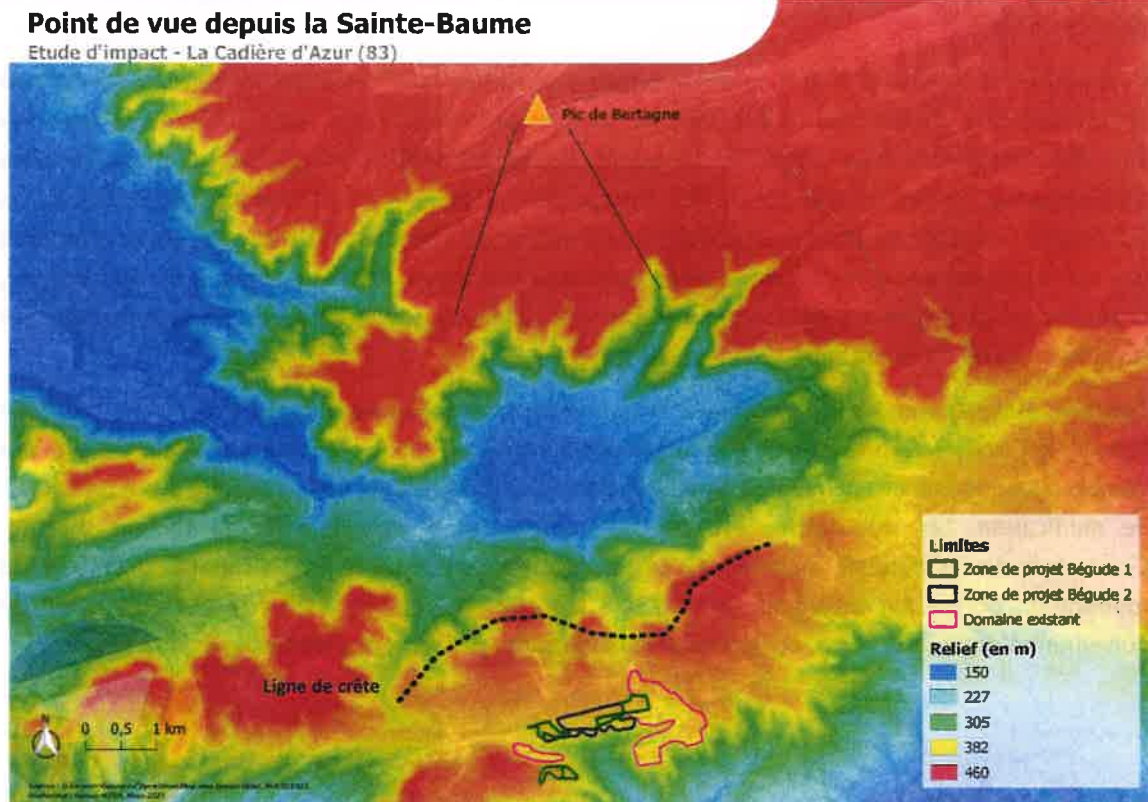 Point de vue depuis la Sainte-Baume
Etude d'impact - La Cadière d'Azur (83)
Pic de Bertagne
Ligne de crête
N
0 0,5 1 km
Limites
Zone de projet Bégude 1
Zone de projet Bégude 2
Domaine existant
Relief (en m)
150
227
305
382
460